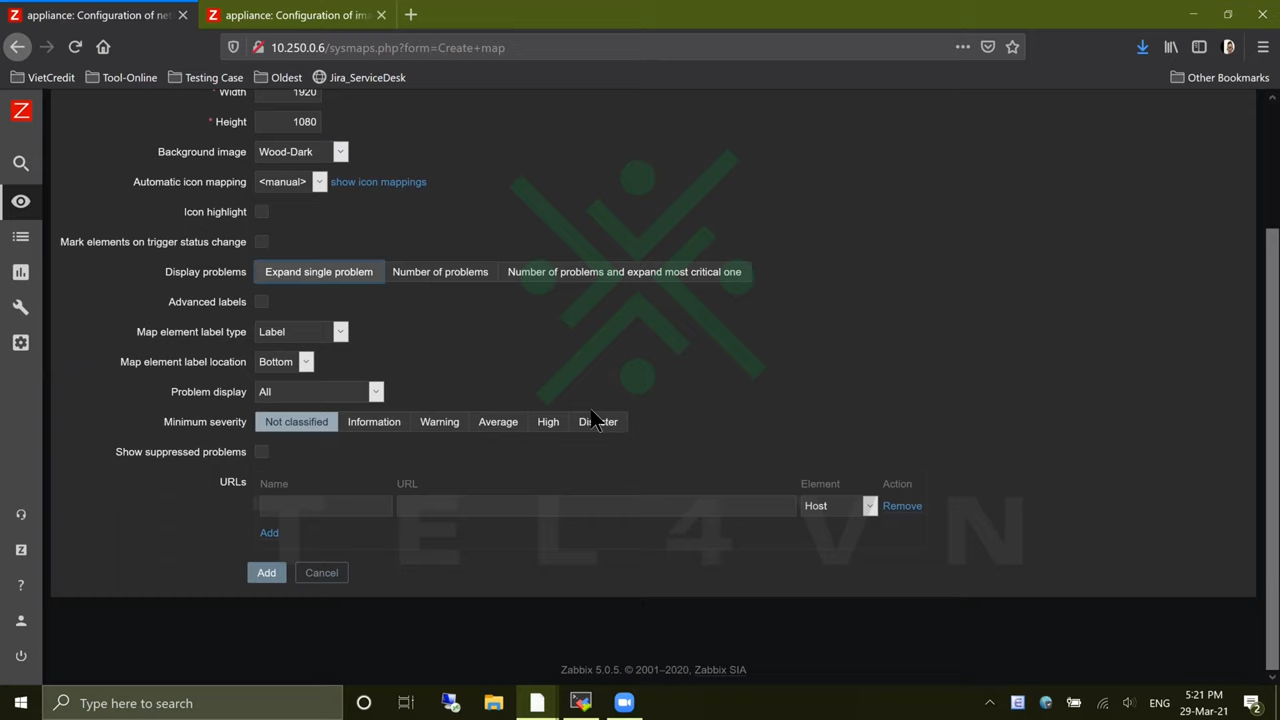 appliance: Configuration of net
appliance: Configuration of ima
10.250.0.6/sysmaps.php?form=Create+map
VietCredit
Tool-Online
Testing Case
Oldest
Jira_ServiceDesk
Other Bookmarks
Z
* Width 1920
* Height 1080
Background image Wood-Dark
Automatic icon mapping <manual> show icon mappings
Icon highlight
Mark elements on trigger status change
Display problems Expand single problem Number of problems Number of problems and expand most critical one
Advanced labels
Map element label type Label
Map element label location Bottom
Problem display All
Minimum severity Not classified Information Warning Average High Disaster
Show suppressed problems
URLs Name URL Element Action
Host Remove
Add
TEL4VN
Add Cancel
Zabbix 5.0.5. © 2001–2020, Zabbix SIA
Type here to search
ENG
5:21 PM
29-Mar-21
2